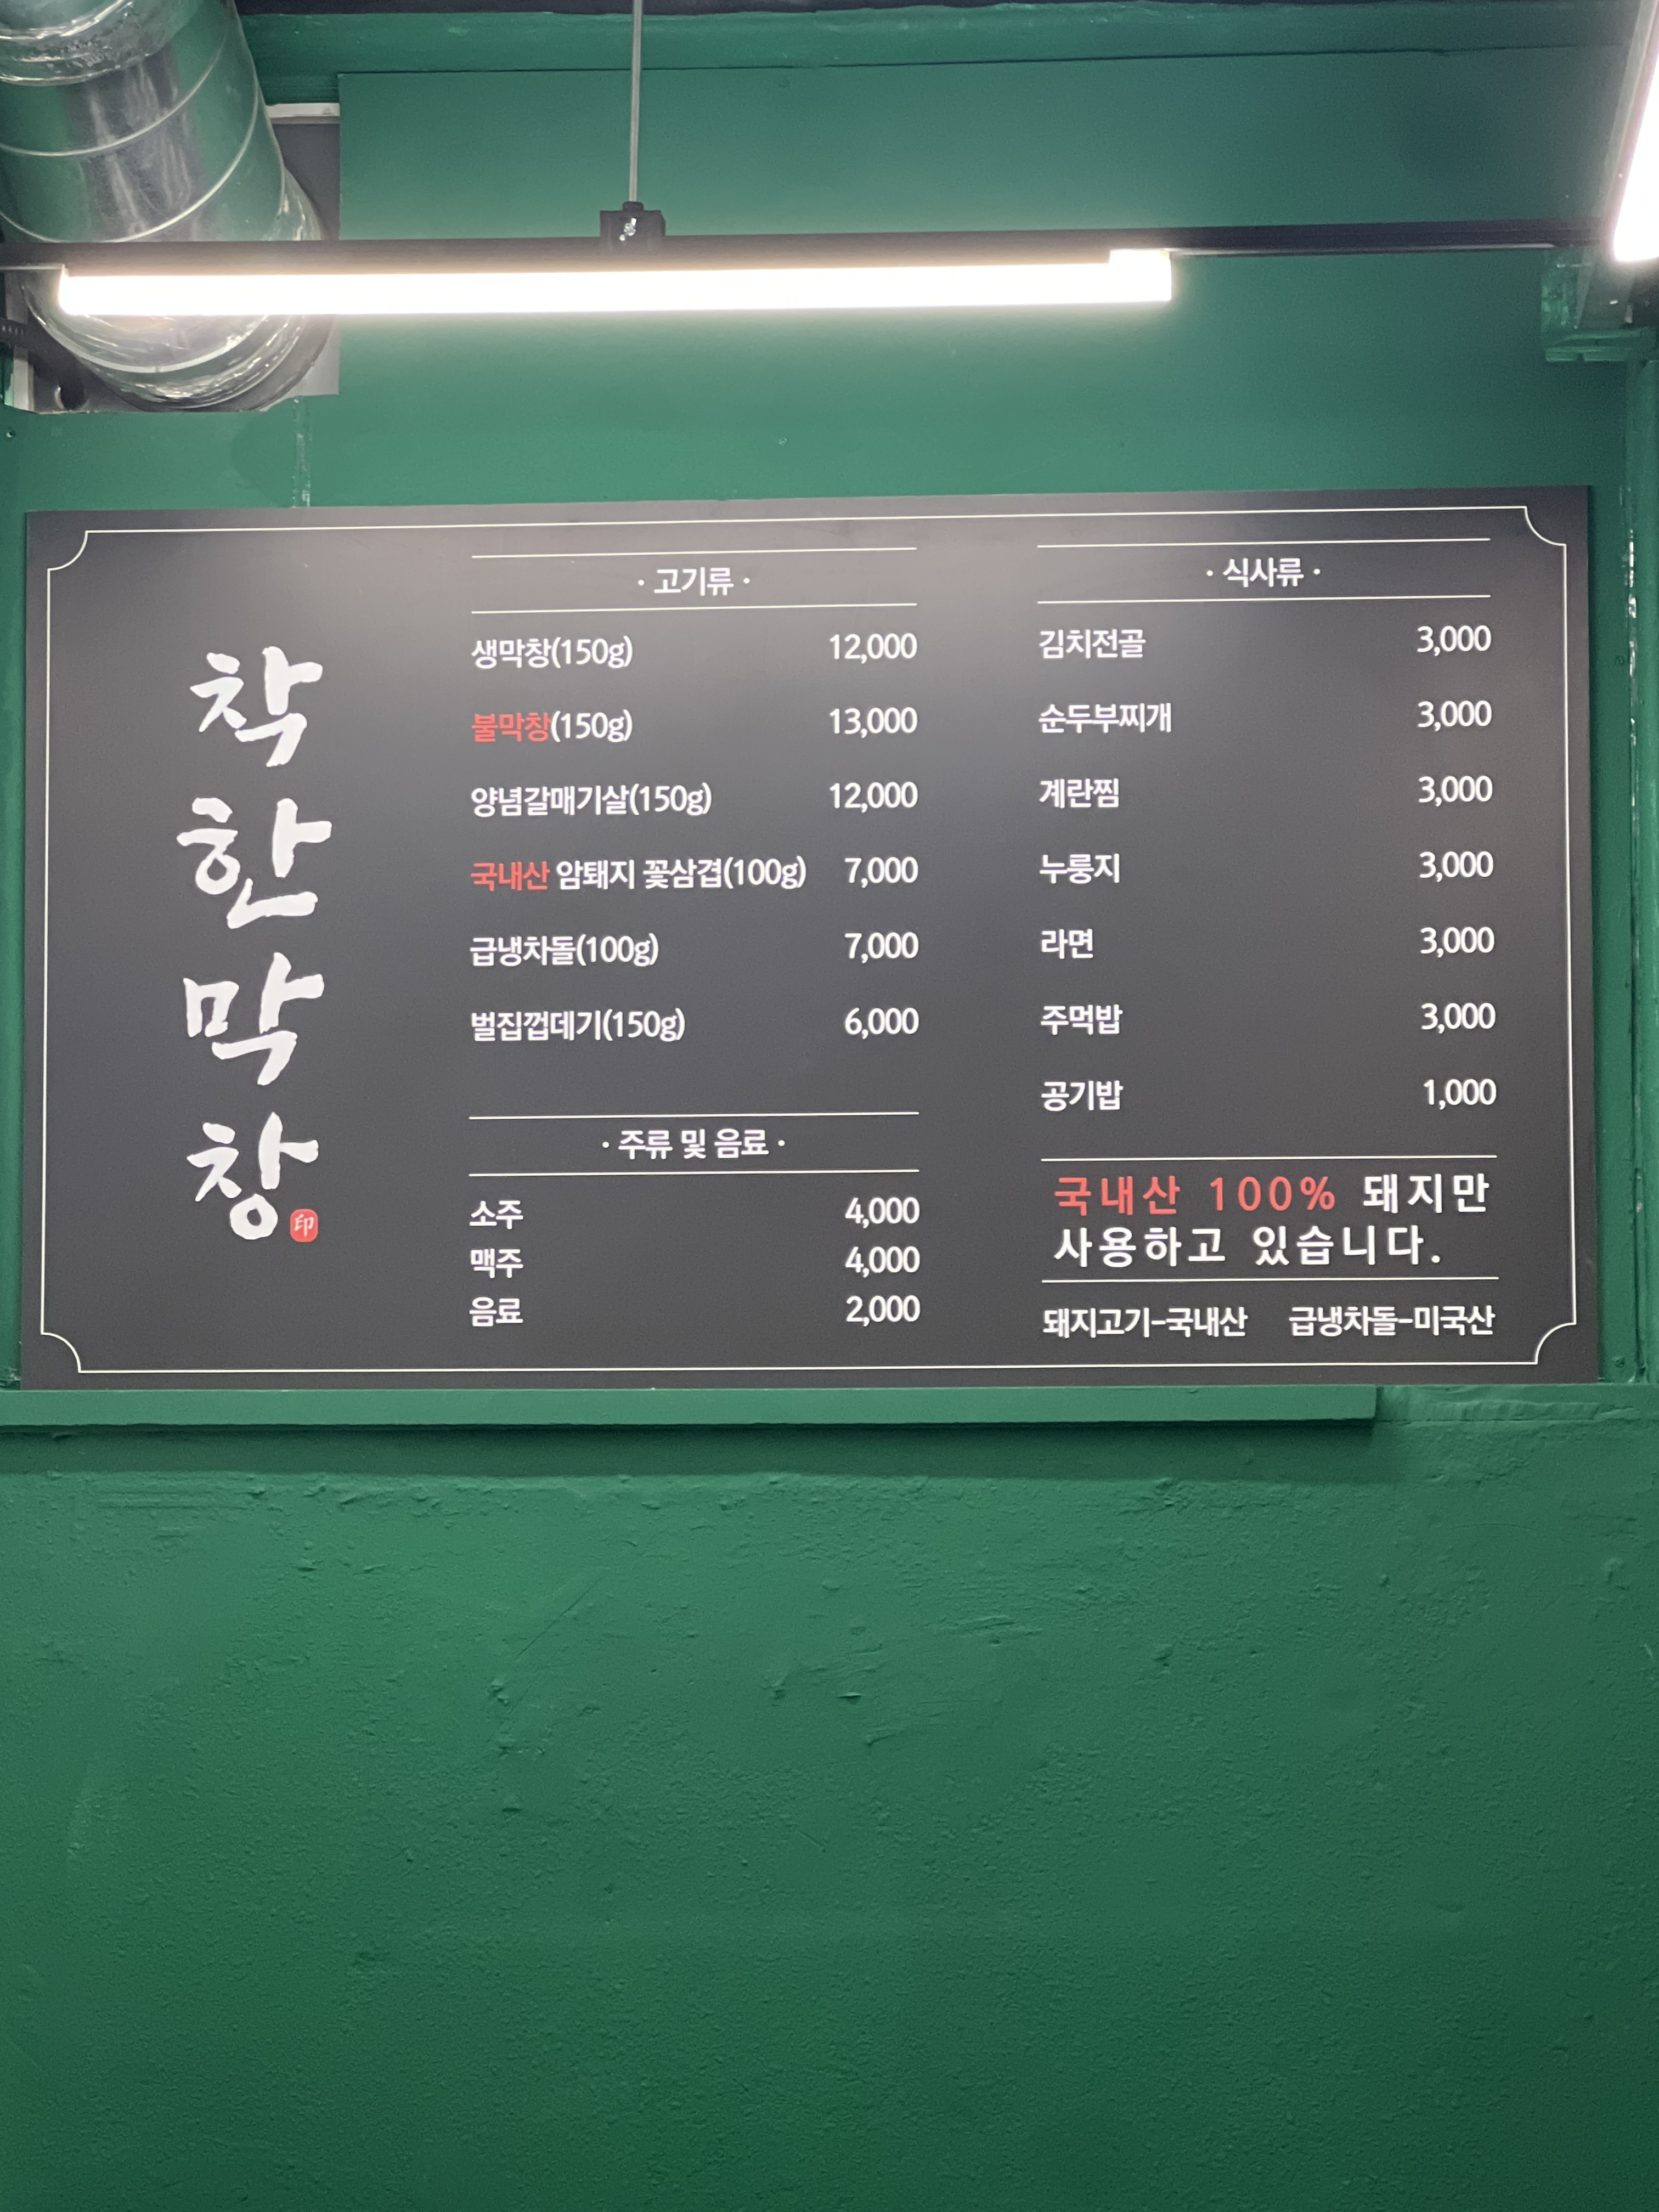 착
한
막
창
印
· 고기류 ·
생막창(150g) 12,000
불막창(150g) 13,000
양념갈매기살(150g) 12,000
국내산 암퇘지 꽃삼겹(100g) 7,000
급냉차돌(100g) 7,000
벌집껍데기(150g) 6,000
· 주류 및 음료 ·
소주 4,000
맥주 4,000
음료 2,000
· 식사류 ·
김치전골 3,000
순두부찌개 3,000
계란찜 3,000
누룽지 3,000
라면 3,000
주먹밥 3,000
공기밥 1,000
국내산 100% 돼지만
사용하고 있습니다.
돼지고기-국내산 급냉차돌-미국산